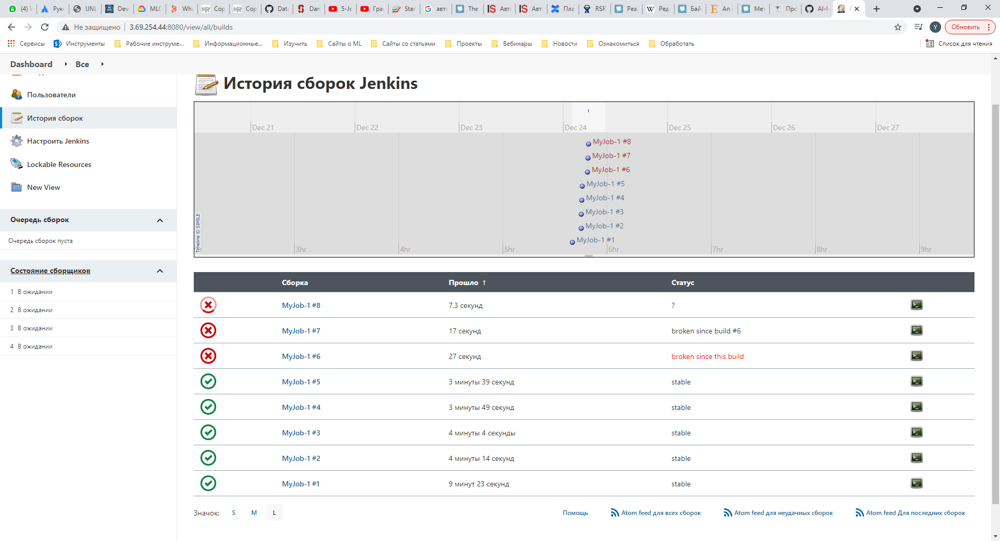 (4) V
Рукс
IJNL
Dev
MLC
Wha
Cop
Cop
Data
Dan
5-Je
Гра
Star
авто
The
Авт
Авт
Пла
RSR
Pea
Ред
Бай
An i
Мет
Про
AI-f
Не защищено
3.69.254.44:8080/view/all/builds
Y
Обновить
Сервисы
Инструменты
Рабочие инструме...
Информационные...
Изучить
Сайты о ML
Сайты со статьями
Проекты
Вебинары
Новости
Ознакомиться
Обработать
Список для чтения
Dashboard
Все
История сборок Jenkins
Пользователи
История сборок
Настроить Jenkins
Lockable Resources
New View
Очередь сборок
Очередь сборок пуста
Состояние сборщиков
1 В ожидании
2 В ожидании
3 В ожидании
4 В ожидании
Dec 21
Dec 22
Dec 23
Dec 24
Dec 25
Dec 26
Dec 27
MyJob-1 #8
MyJob-1 #7
MyJob-1 #6
MyJob-1 #5
MyJob-1 #4
MyJob-1 #3
MyJob-1 #2
MyJob-1 #1
Timeline © SIMILE
3hr
4hr
5hr
6hr
7hr
8hr
9hr
Сборка Прошло ↑ Статус
MyJob-1 #8 7.3 секунд ?
MyJob-1 #7 17 секунд broken since build #6
MyJob-1 #6 27 секунд broken since this build
MyJob-1 #5 3 минуты 39 секунд stable
MyJob-1 #4 3 минуты 49 секунд stable
MyJob-1 #3 4 минуты 4 секунды stable
MyJob-1 #2 4 минуты 14 секунд stable
MyJob-1 #1 9 минут 23 секунд stable
Значок: S M L
Помощь
Atom feed для всех сборок
Atom feed для неудачных сборок
Atom feed Для последних сборок